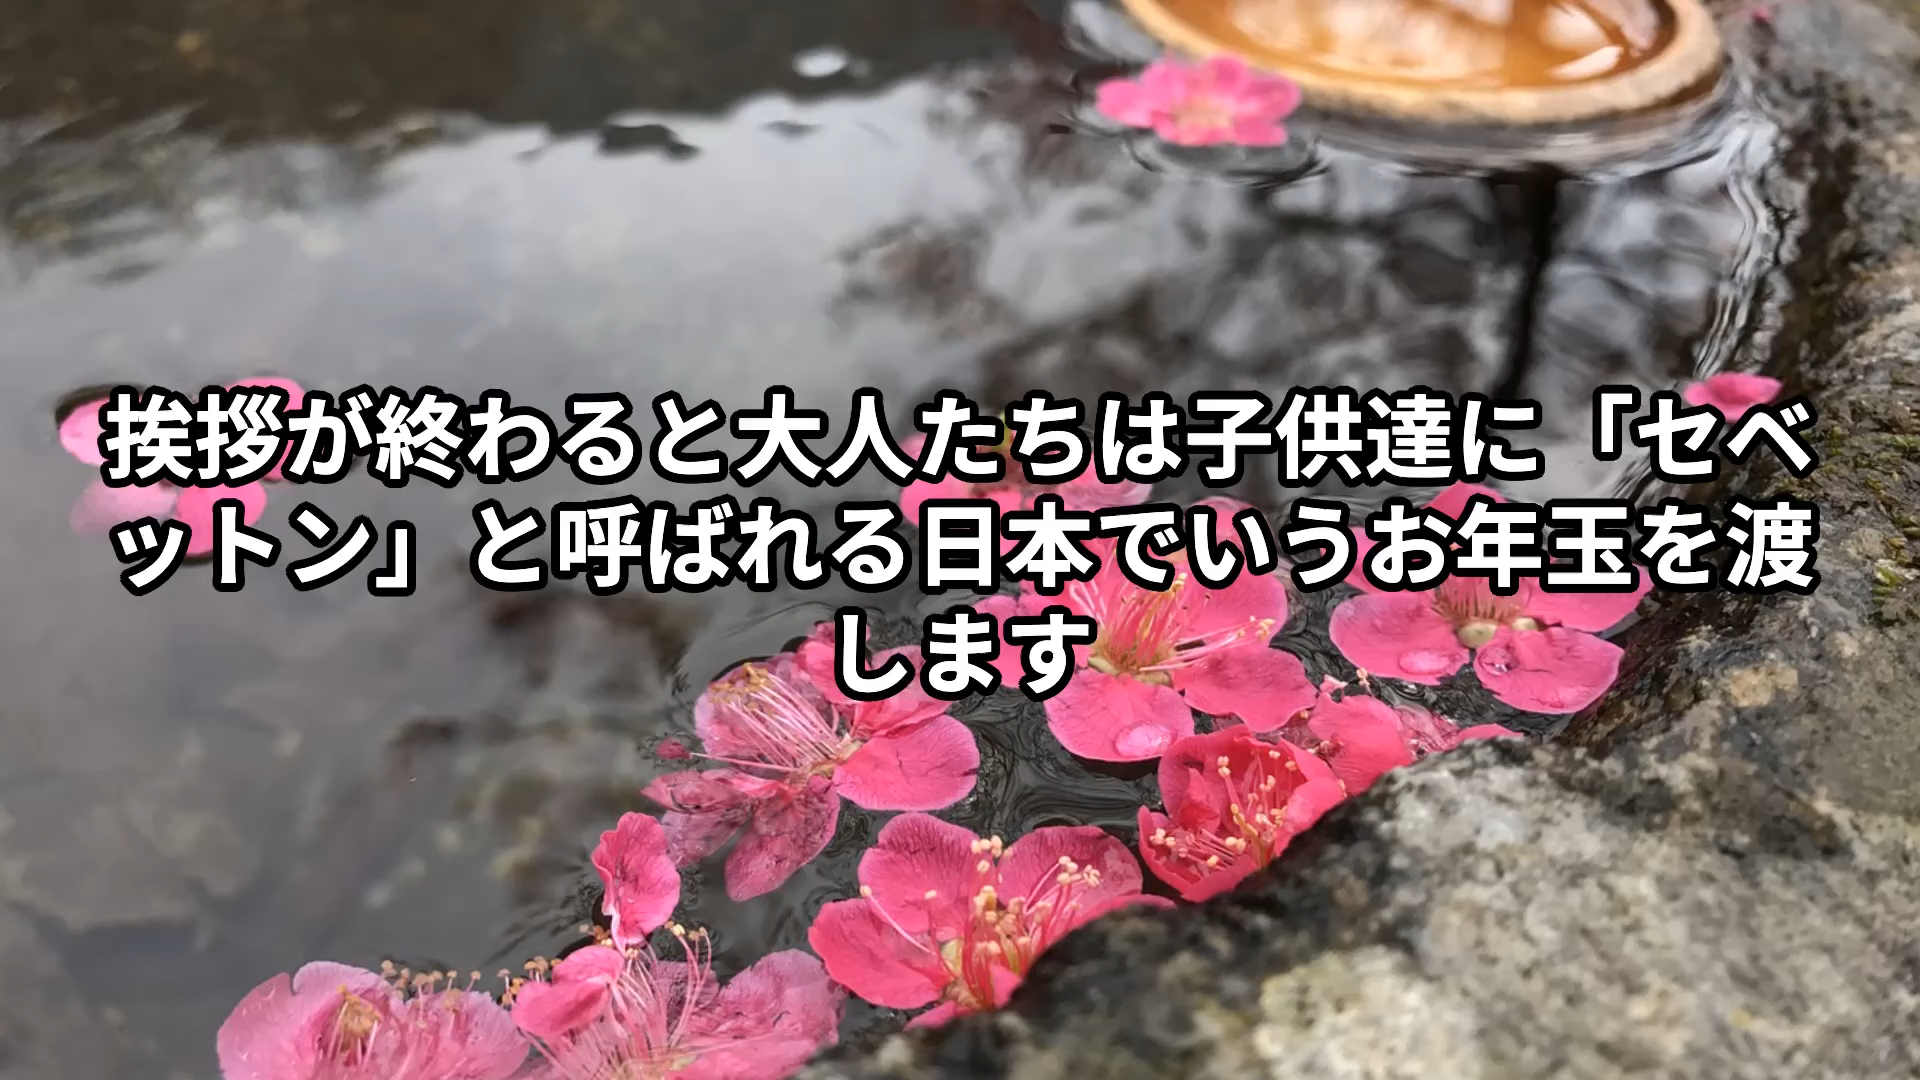 挨拶が終わると大人たちは子供達に「セベ
ットン」と呼ばれる日本でいうお年玉を渡
します